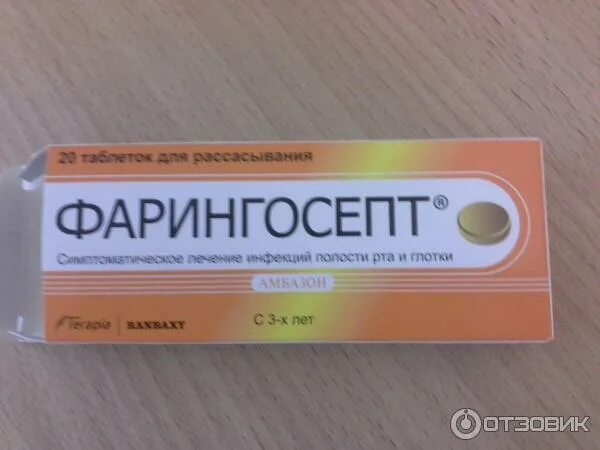 20 таблеток для рассасывания
ФАРИНГОСЕПТ®
Симптоматическое лечение инфекций полости рта и глотки
АМБАЗОН
Terapia RANBAXY
С 3-х лет
ОТЗОВИК